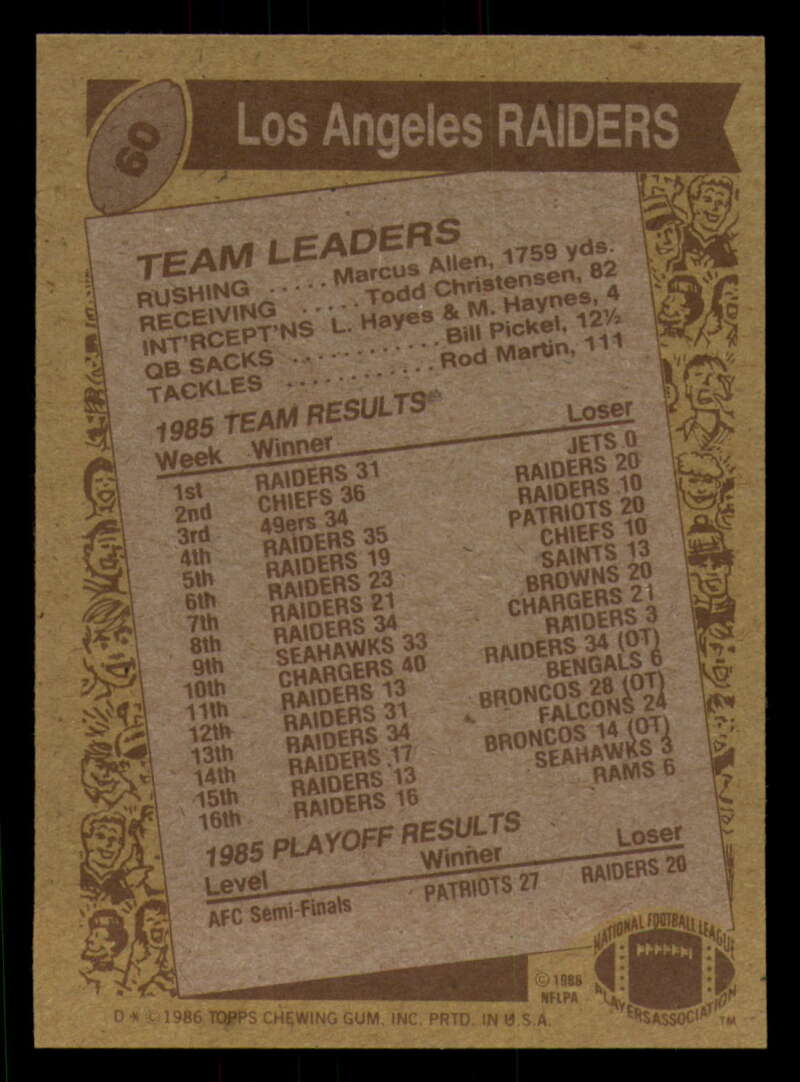 60
Los Angeles RAIDERS
TEAM LEADERS
RUSHING ..... Marcus Allen, 1759 yds.
RECEIVING ..... Todd Christensen, 82
INT'RCEPT'NS L. Hayes & M. Haynes, 4
QB SACKS ............ Bill Pickel, 12½
TACKLES ............ Rod Martin, 111
1985 TEAM RESULTS
Week Winner Loser
1st RAIDERS 31 JETS 0
2nd CHIEFS 36 RAIDERS 20
3rd 49ers 34 RAIDERS 10
4th RAIDERS 35 PATRIOTS 20
5th RAIDERS 19 CHIEFS 10
6th RAIDERS 23 SAINTS 13
7th RAIDERS 21 BROWNS 20
8th RAIDERS 34 CHARGERS 21
9th SEAHAWKS 33 RAIDERS 3
10th CHARGERS 40 RAIDERS 34 (OT)
11th RAIDERS 13 BENGALS 6
12th RAIDERS 31 BRONCOS 28 (OT)
13th RAIDERS 34 FALCONS 24
14th RAIDERS 17 BRONCOS 14 (OT)
15th RAIDERS 13 SEAHAWKS 3
16th RAIDERS 16 RAMS 6
1985 PLAYOFF RESULTS
Level Winner Loser
AFC Semi-Finals PATRIOTS 27 RAIDERS 20
© 1986
NFLPA
NATIONAL FOOTBALL LEAGUE
PLAYERS ASSOCIATION
TM
D * © 1986 TOPPS CHEWING GUM, INC. PRTD. IN U.S.A.